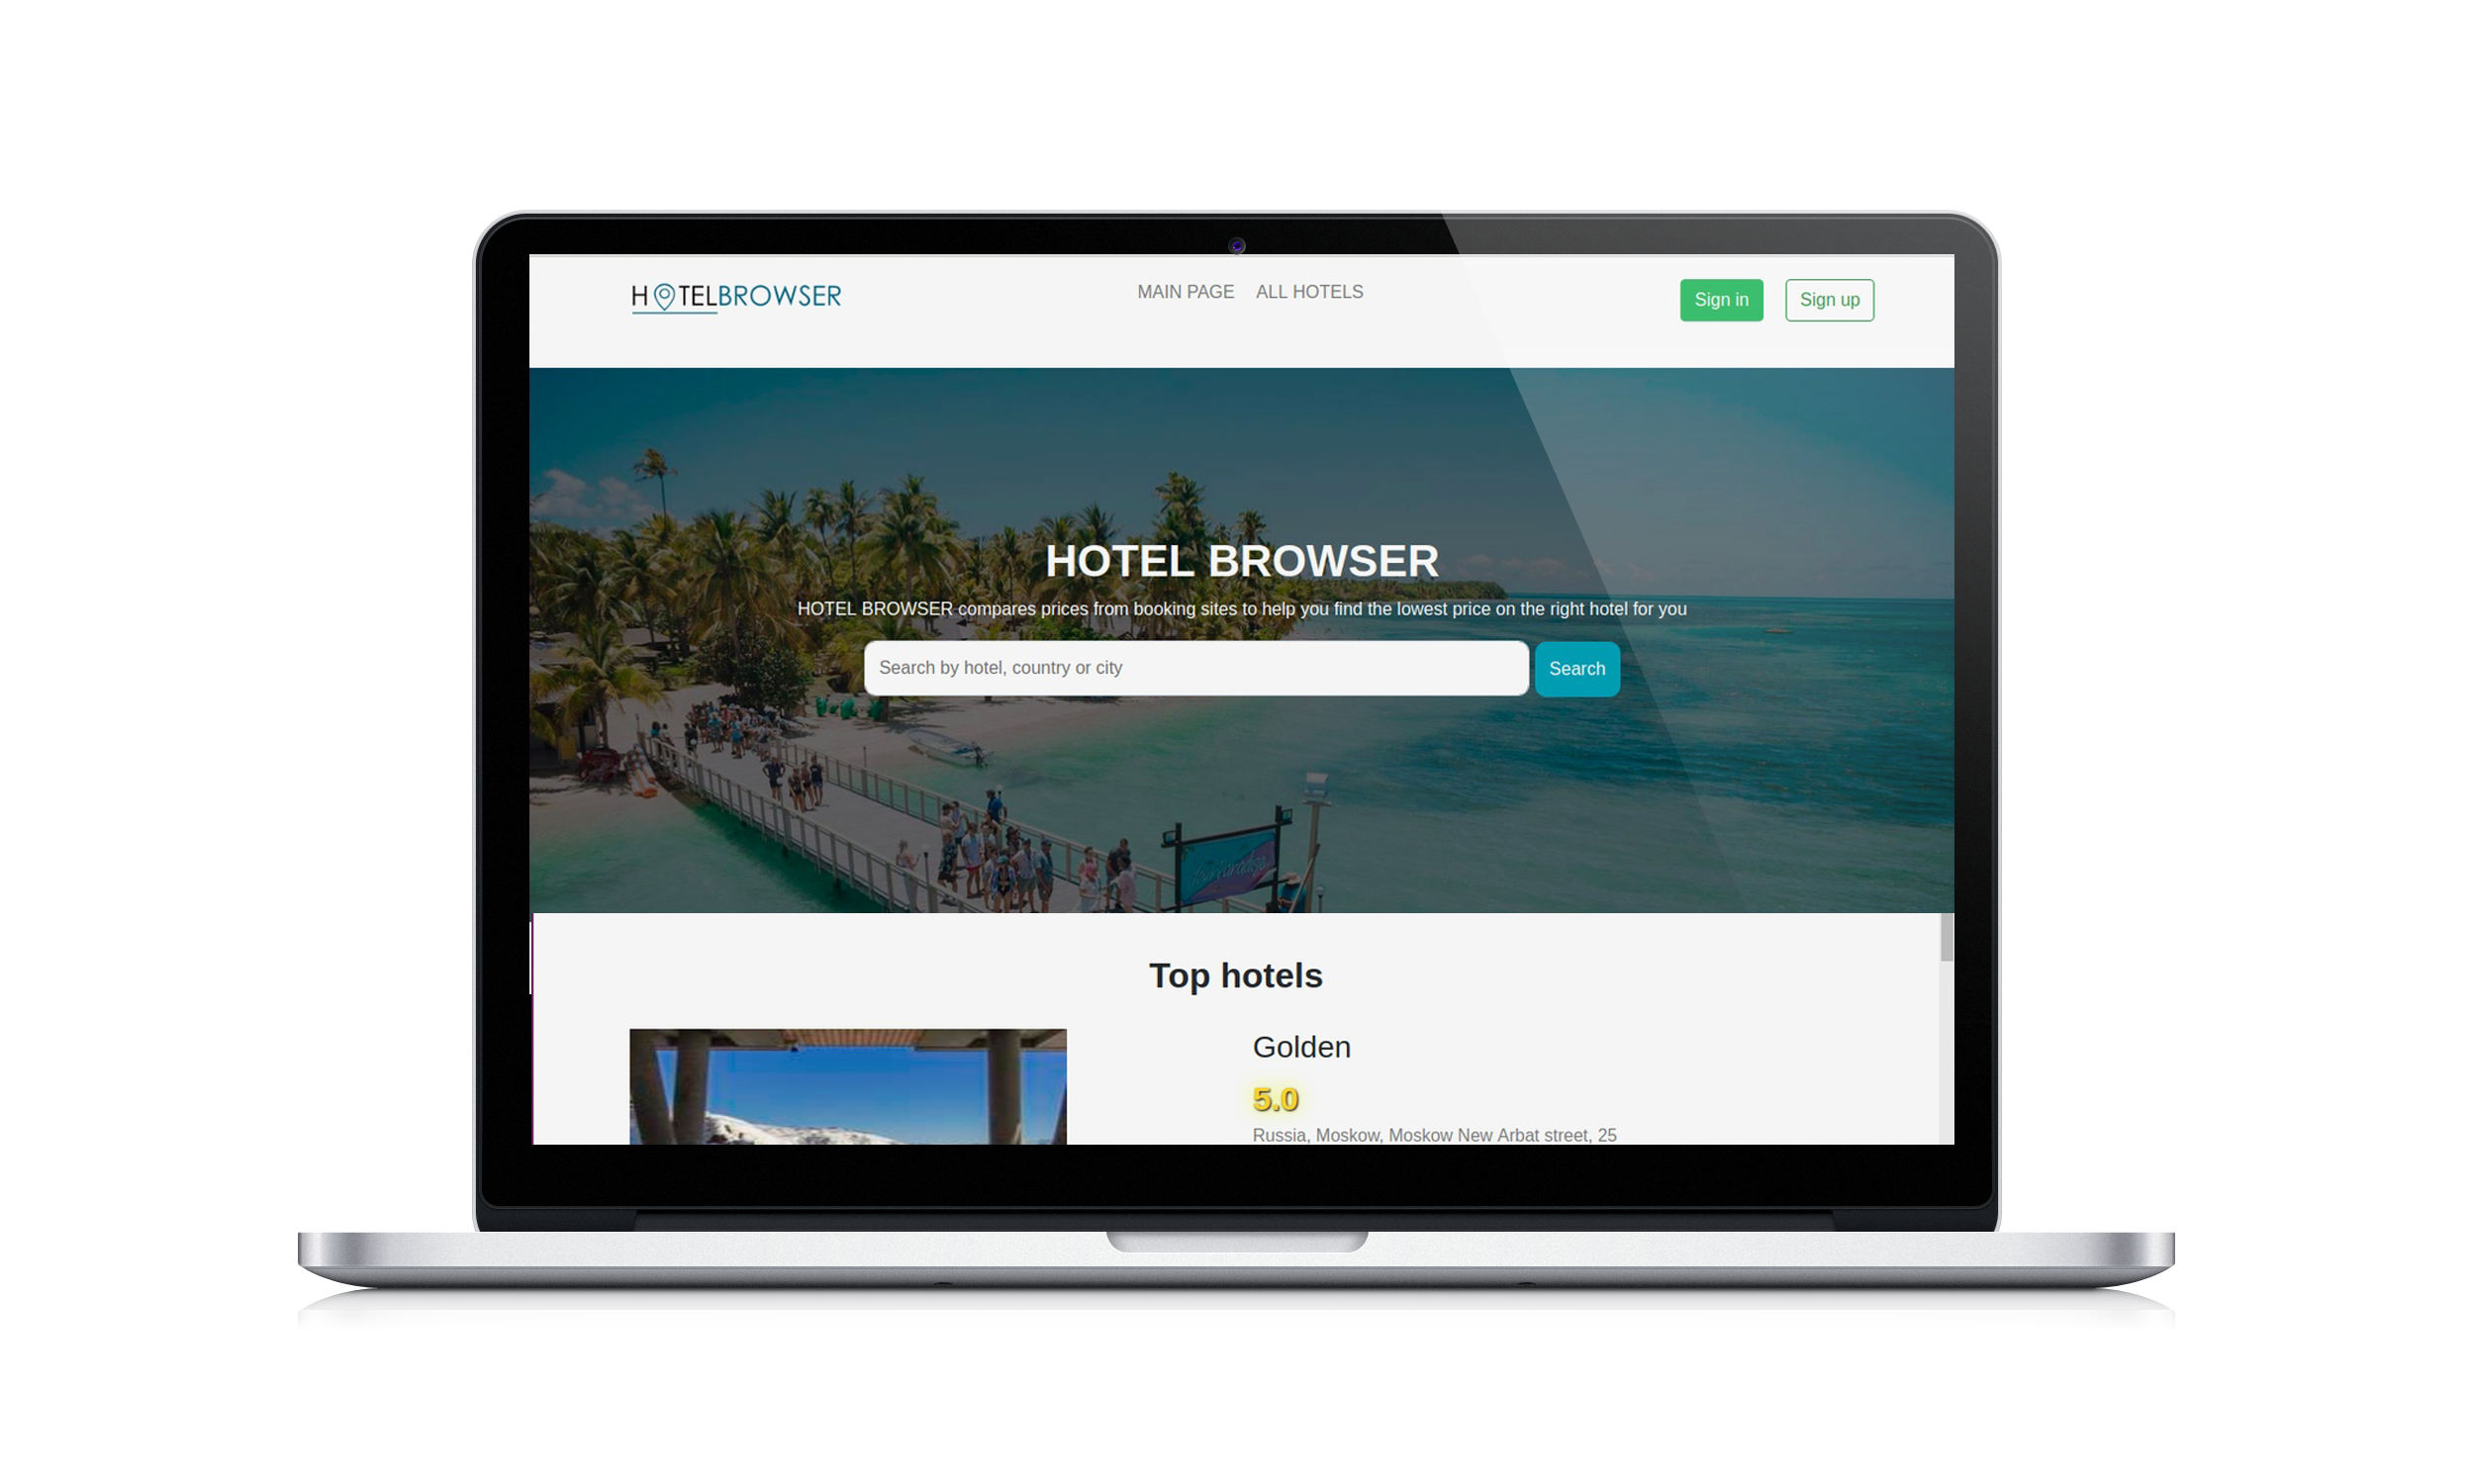 HOTELBROWSER
MAIN PAGE ALL HOTELS
Sign in Sign up
HOTEL BROWSER
HOTEL BROWSER compares prices from booking sites to help you find the lowest price on the right hotel for you
Search by hotel, country or city Search
Top hotels
Golden
5.0
Russia, Moskow, Moskow New Arbat street, 25